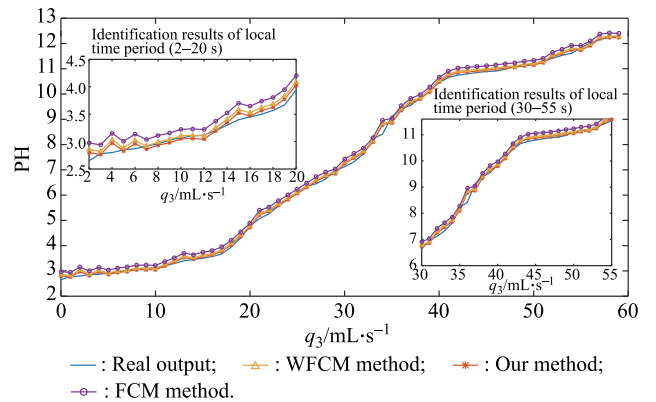 13
12
11
10
9
8
7
6
5
4
3
2
PH
0 10 20 30 40 50 60
q₃/mL·s⁻¹
Identification results of local
time period (2–20 s)
4.5
4.0
3.5
3.0
2.5
2 4 6 8 10 12 14 16 18 20
q₃/mL·s⁻¹
Identification results of local
time period (30–55 s)
11
10
9
8
7
6
30 35 40 45 50 55
q₃/mL·s⁻¹
: Real output; : WFCM method; : Our method;
: FCM method.